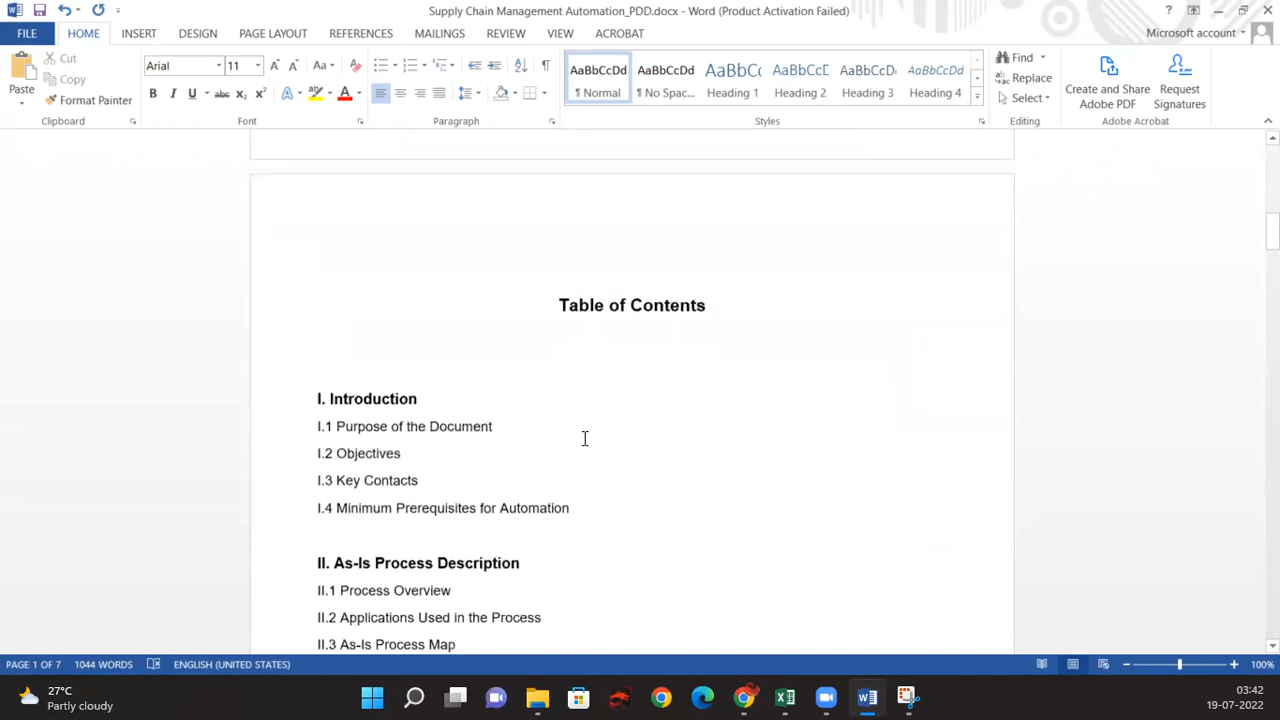 Supply Chain Management Automation_PDD.docx - Word (Product Activation Failed)
FILE HOME INSERT DESIGN PAGE LAYOUT REFERENCES MAILINGS REVIEW VIEW ACROBAT
Microsoft account
Paste
Cut
Copy
Format Painter
Clipboard
Arial 11
Font
Paragraph
AaBbCcDd AaBbCcDd AaBbCc AaBbCcD AaBbCcDd AaBbCcDd
¶ Normal ¶ No Spac... Heading 1 Heading 2 Heading 3 Heading 4
Styles
Find
Replace
Select
Editing
Create and Share
Adobe PDF
Request
Signatures
Adobe Acrobat
Table of Contents
I. Introduction
I.1 Purpose of the Document
I.2 Objectives
I.3 Key Contacts
I.4 Minimum Prerequisites for Automation
II. As-Is Process Description
II.1 Process Overview
II.2 Applications Used in the Process
II.3 As-Is Process Map
PAGE 1 OF 7 1044 WORDS ENGLISH (UNITED STATES) 100%
27°C
Partly cloudy
03:42
19-07-2022